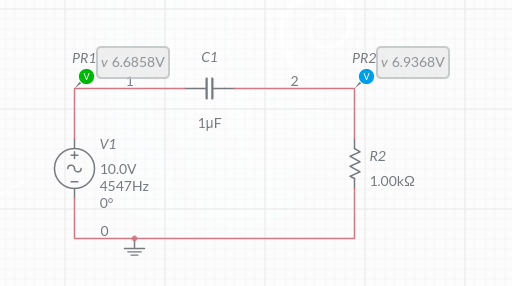 PR1 v 6.6858V
V
C1
PR2 v 6.9368V
V
1
2
1µF
V1
+
10.0V
4547Hz
0°
R2
1.00kΩ
0